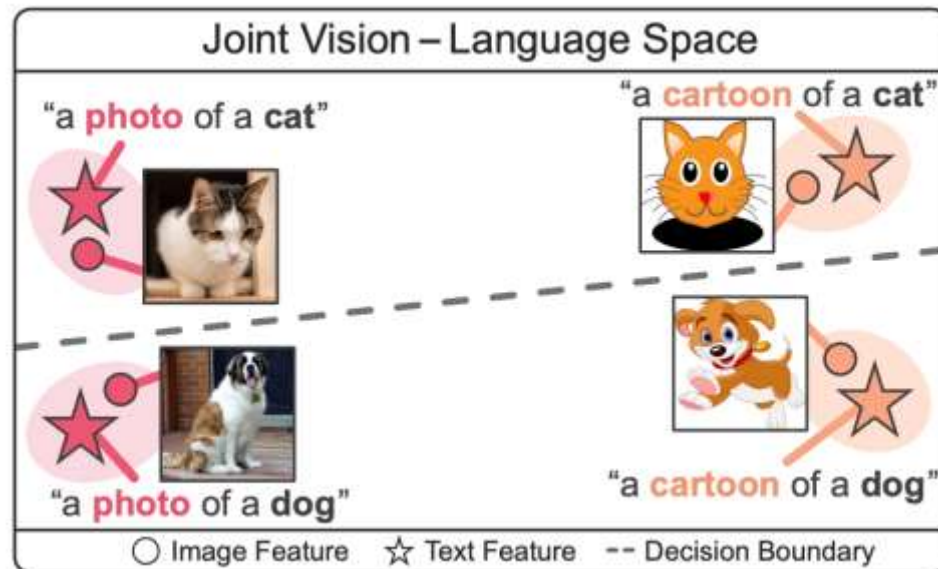 Joint Vision – Language Space
“a photo of a cat”
“a cartoon of a cat”
“a photo of a dog”
“a cartoon of a dog”
Image Feature
Text Feature
Decision Boundary